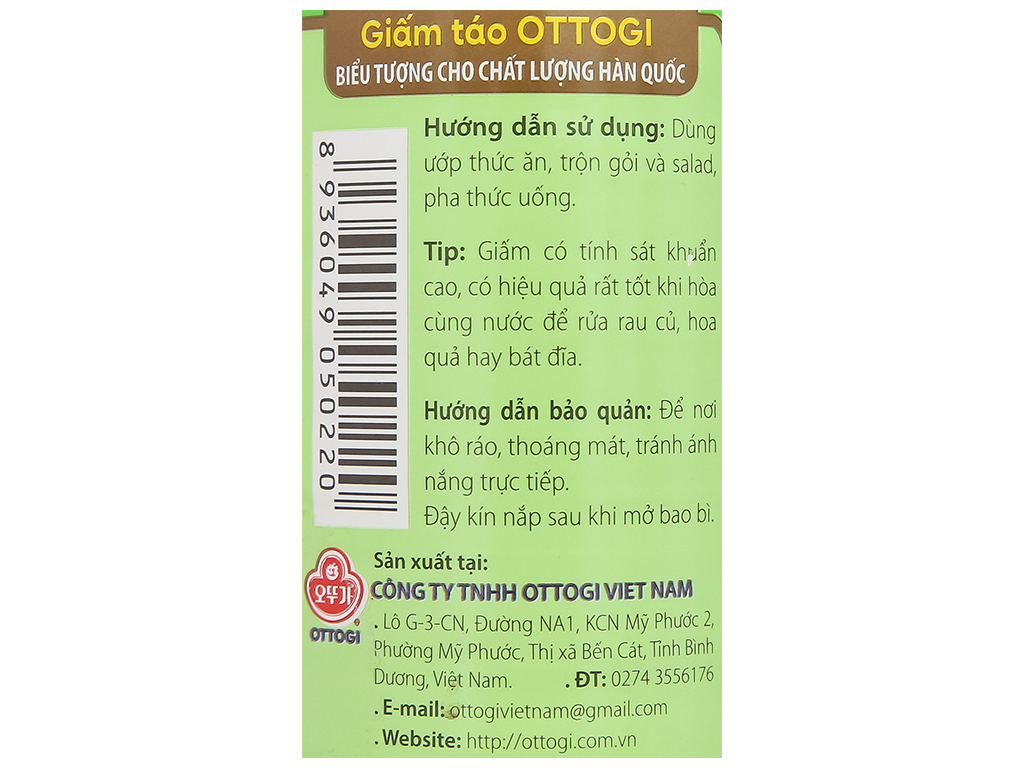 Giấm táo OTTOGI
BIỂU TƯỢNG CHO CHẤT LƯỢNG HÀN QUỐC
Hướng dẫn sử dụng: Dùng
ướp thức ăn, trộn gỏi và salad,
pha thức uống.
Tip: Giấm có tính sát khuẩn
cao, có hiệu quả rất tốt khi hòa
cùng nước để rửa rau củ, hoa
quả hay bát đĩa.
Hướng dẫn bảo quản: Để nơi
khô ráo, thoáng mát, tránh ánh
nắng trực tiếp.
Đậy kín nắp sau khi mở bao bì.
8 936049 050220
Sản xuất tại:
CÔNG TY TNHH OTTOGI VIET NAM
오뚜기
OTTOGI
. Lô G-3-CN, Đường NA1, KCN Mỹ Phước 2,
Phường Mỹ Phước, Thị xã Bến Cát, Tỉnh Bình
Dương, Việt Nam. . ĐT: 0274 3556176
. E-mail: ottogivietnam@gmail.com
. Website: http://ottogi.com.vn